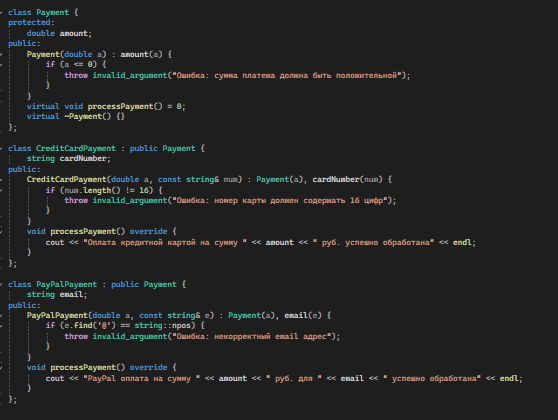 class Payment {
protected:
    double amount;
public:
    Payment(double a) : amount(a) {
        if (a <= 0) {
            throw invalid_argument("Ошибка: сумма платежа должна быть положительной");
        }
    }
    virtual void processPayment() = 0;
    virtual ~Payment() {}
};

class CreditCardPayment : public Payment {
    string cardNumber;
public:
    CreditCardPayment(double a, const string& num) : Payment(a), cardNumber(num) {
        if (num.length() != 16) {
            throw invalid_argument("Ошибка: номер карты должен содержать 16 цифр");
        }
    }
    void processPayment() override {
        cout << "Оплата кредитной картой на сумму " << amount << " руб. успешно обработана" << endl;
    }
};

class PayPalPayment : public Payment {
    string email;
public:
    PayPalPayment(double a, const string& e) : Payment(a), email(e) {
        if (e.find('@') == string::npos) {
            throw invalid_argument("Ошибка: некорректный email адрес");
        }
    }
    void processPayment() override {
        cout << "PayPal оплата на сумму " << amount << " руб. для " << email << " успешно обработана" << endl;
    }
};